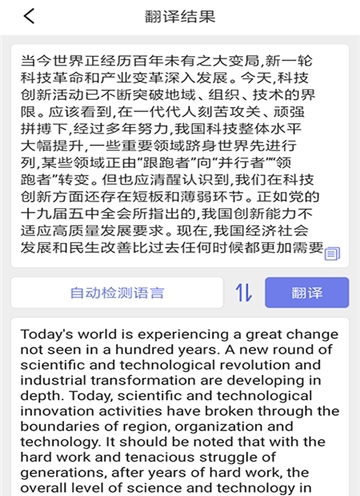 翻译结果
当今世界正经历百年未有之大变局,新一轮
科技革命和产业变革深入发展。今天,科技
创新活动已不断突破地域、组织、技术的界
限。应该看到,在一代代人刻苦攻关、顽强
拼搏下,经过多年努力,我国科技整体水平
大幅提升,一些重要领域跻身世界先进行
列,某些领域正由“跟跑者”向“并行者”“领
跑者”转变。但也应清醒认识到,我们在科技
创新方面还存在短板和薄弱环节。正如党的
十九届五中全会所指出的,我国创新能力不
适应高质量发展要求。现在,我国经济社会
发展和民生改善比过去任何时候都更加需要
自动检测语言
翻译
Today's world is experiencing a great change
not seen in a hundred years. A new round of
scientific and technological revolution and
industrial transformation are developing in
depth. Today, scientific and technological
innovation activities have broken through the
boundaries of region, organization and
technology. It should be noted that with the
hard work and tenacious struggle of
generations, after years of hard work, the
overall level of science and technology in